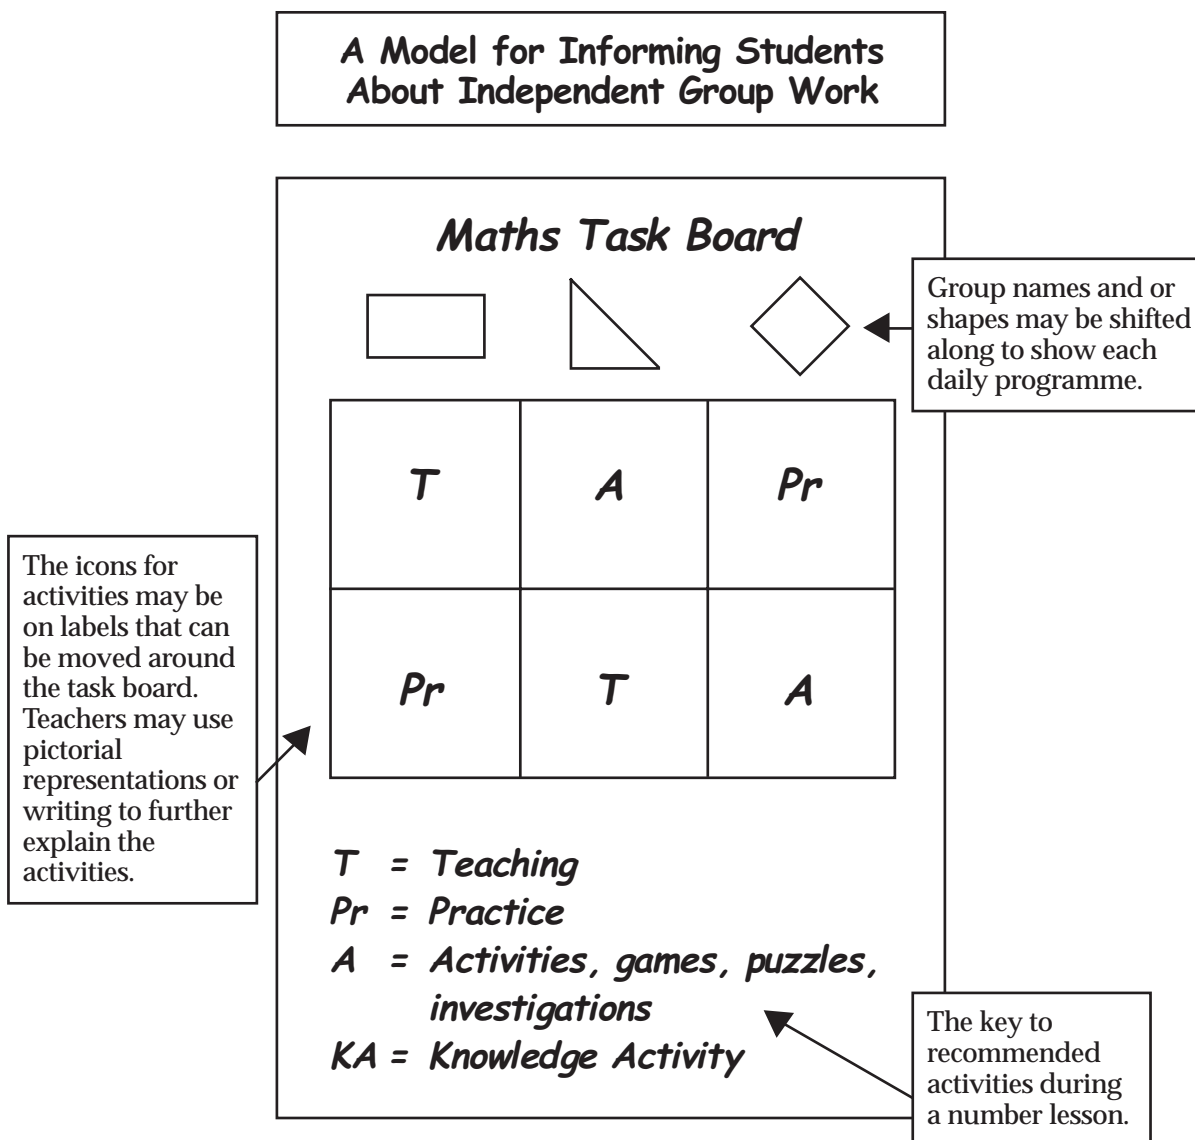 A Model for Informing Students
About Independent Group Work
Maths Task Board
Group names and or
shapes may be shifted
along to show each
daily programme.
T A Pr
Pr T A
The icons for
activities may be
on labels that can
be moved around
the task board.
Teachers may use
pictorial
representations or
writing to further
explain the
activities.
T = Teaching
Pr = Practice
A = Activities, games, puzzles,
investigations
KA = Knowledge Activity
The key to
recommended
activities during
a number lesson.